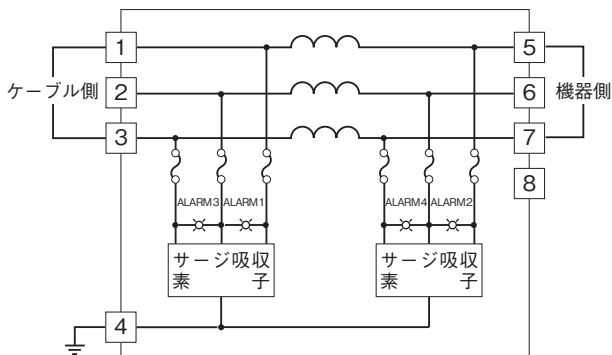 1
5
ケーブル側
2
6
機器側
3
7
8
ALARM3
ALARM1
ALARM4
ALARM2
サージ吸収
素　　　子
サージ吸収
素　　　子
4